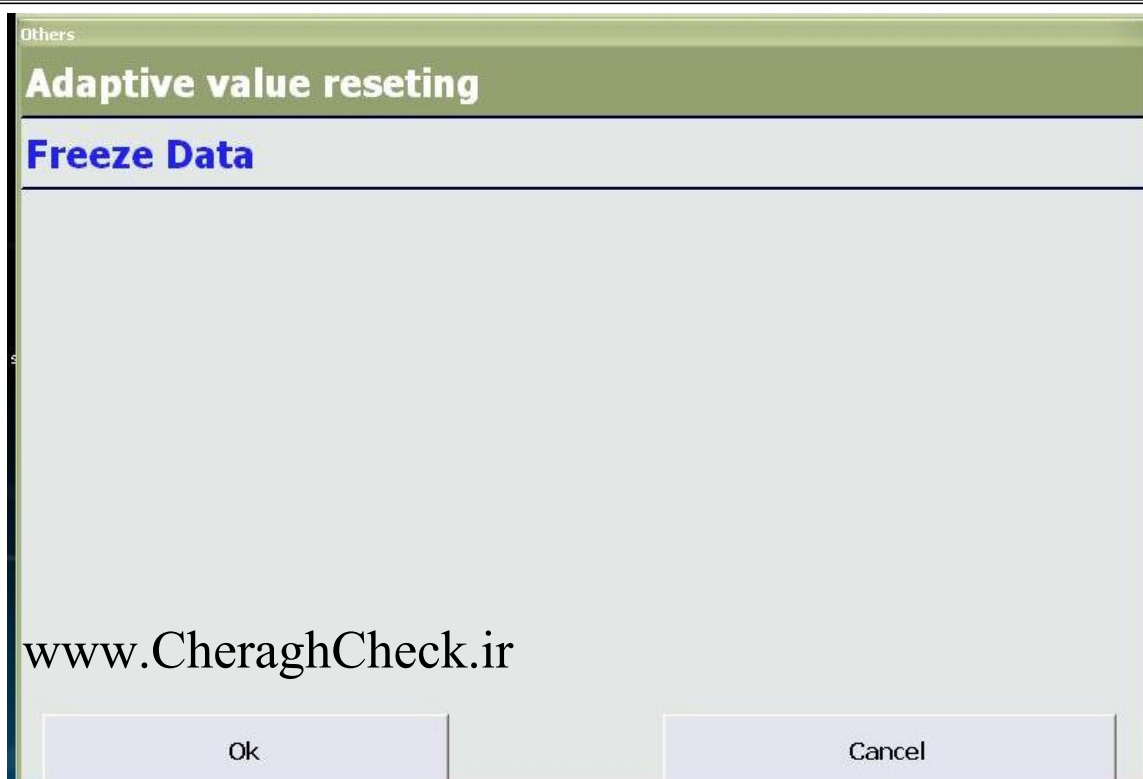 Others
Adaptive value reseting
Freeze Data
s
www.CheraghCheck.ir
Ok
Cancel